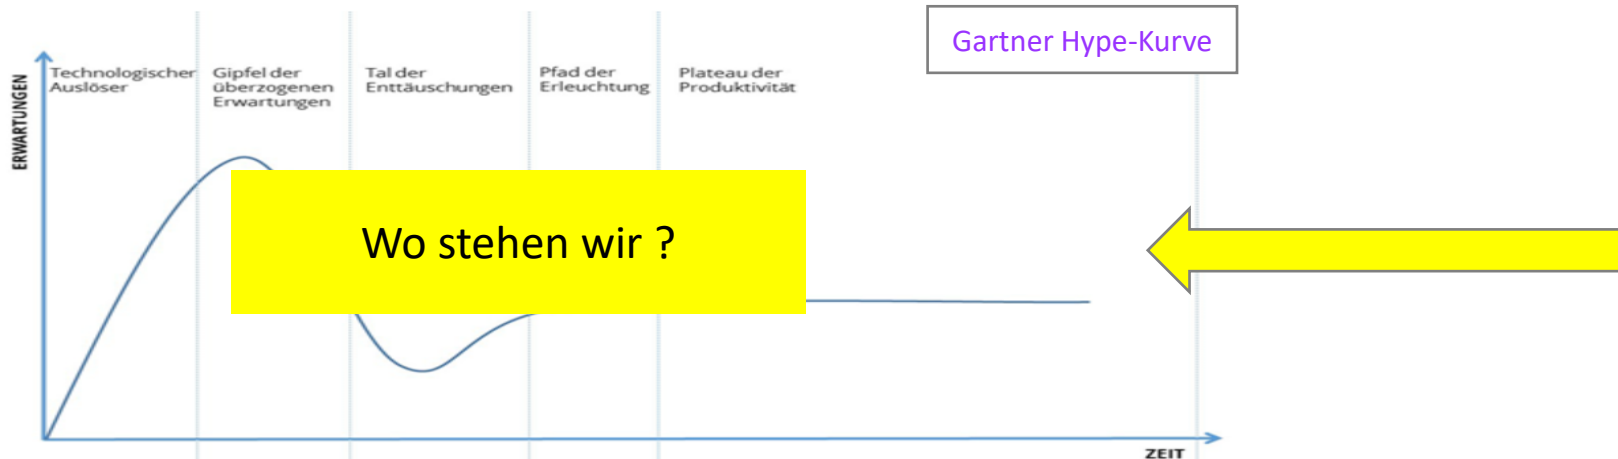 Gartner Hype-Kurve
ERWARTUNGEN
Technologischer
Auslöser
Gipfel der
überzogenen
Erwartungen
Tal der
Enttäuschungen
Pfad der
Erleuchtung
Plateau der
Produktivität
Wo stehen wir ?
ZEIT